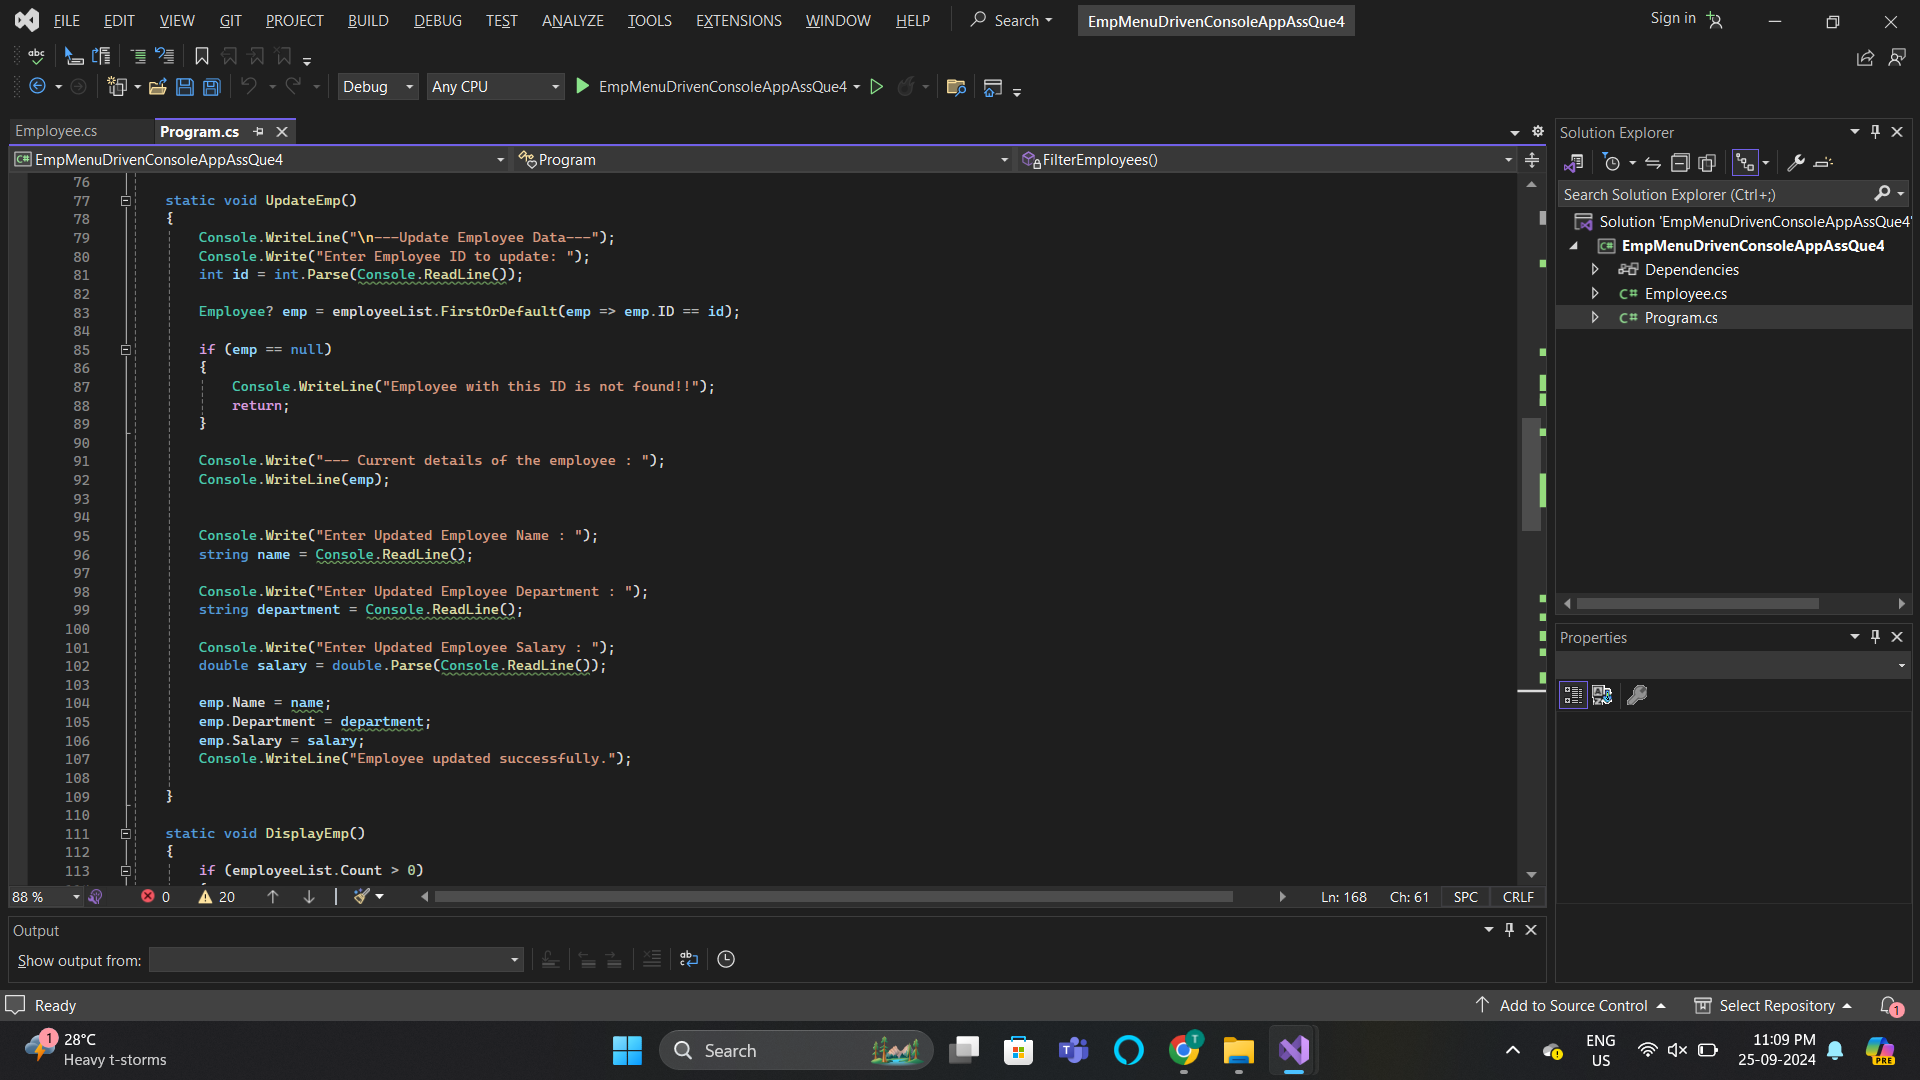 FILE EDIT VIEW GIT PROJECT BUILD DEBUG TEST ANALYZE TOOLS EXTENSIONS WINDOW HELP Search EmpMenuDrivenConsoleAppAssQue4 Sign in
Debug Any CPU EmpMenuDrivenConsoleAppAssQue4
Employee.cs Program.cs
EmpMenuDrivenConsoleAppAssQue4 Program FilterEmployees()
76
77 static void UpdateEmp()
78 {
79 Console.WriteLine("\n---Update Employee Data---");
80 Console.Write("Enter Employee ID to update: ");
81 int id = int.Parse(Console.ReadLine());
82
83 Employee? emp = employeeList.FirstOrDefault(emp => emp.ID == id);
84
85 if (emp == null)
86 {
87 Console.WriteLine("Employee with this ID is not found!!");
88 return;
89 }
90
91 Console.Write("--- Current details of the employee : ");
92 Console.WriteLine(emp);
93
94
95 Console.Write("Enter Updated Employee Name : ");
96 string name = Console.ReadLine();
97
98 Console.Write("Enter Updated Employee Department : ");
99 string department = Console.ReadLine();
100
101 Console.Write("Enter Updated Employee Salary : ");
102 double salary = double.Parse(Console.ReadLine());
103
104 emp.Name = name;
105 emp.Department = department;
106 emp.Salary = salary;
107 Console.WriteLine("Employee updated successfully.");
108
109 }
110
111 static void DisplayEmp()
112 {
113 if (employeeList.Count > 0)
88 % 0 20 Ln: 168 Ch: 61 SPC CRLF
Output
Show output from:
Solution Explorer
Search Solution Explorer (Ctrl+;)
Solution 'EmpMenuDrivenConsoleAppAssQue4'
EmpMenuDrivenConsoleAppAssQue4
Dependencies
C# Employee.cs
C# Program.cs
Properties
Ready Add to Source Control Select Repository 1
1 28°C
Heavy t-storms
Search
T
ENG
US
11:09 PM
25-09-2024
PRE